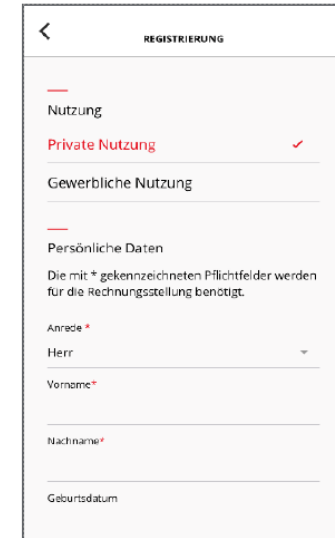 REGISTRIERUNG
Nutzung
Private Nutzung
Gewerbliche Nutzung
Persönliche Daten
Die mit * gekennzeichneten Pflichtfelder werden
für die Rechnungsstellung benötigt.
Anrede *
Herr
Vorname*
Nachname*
Geburtsdatum